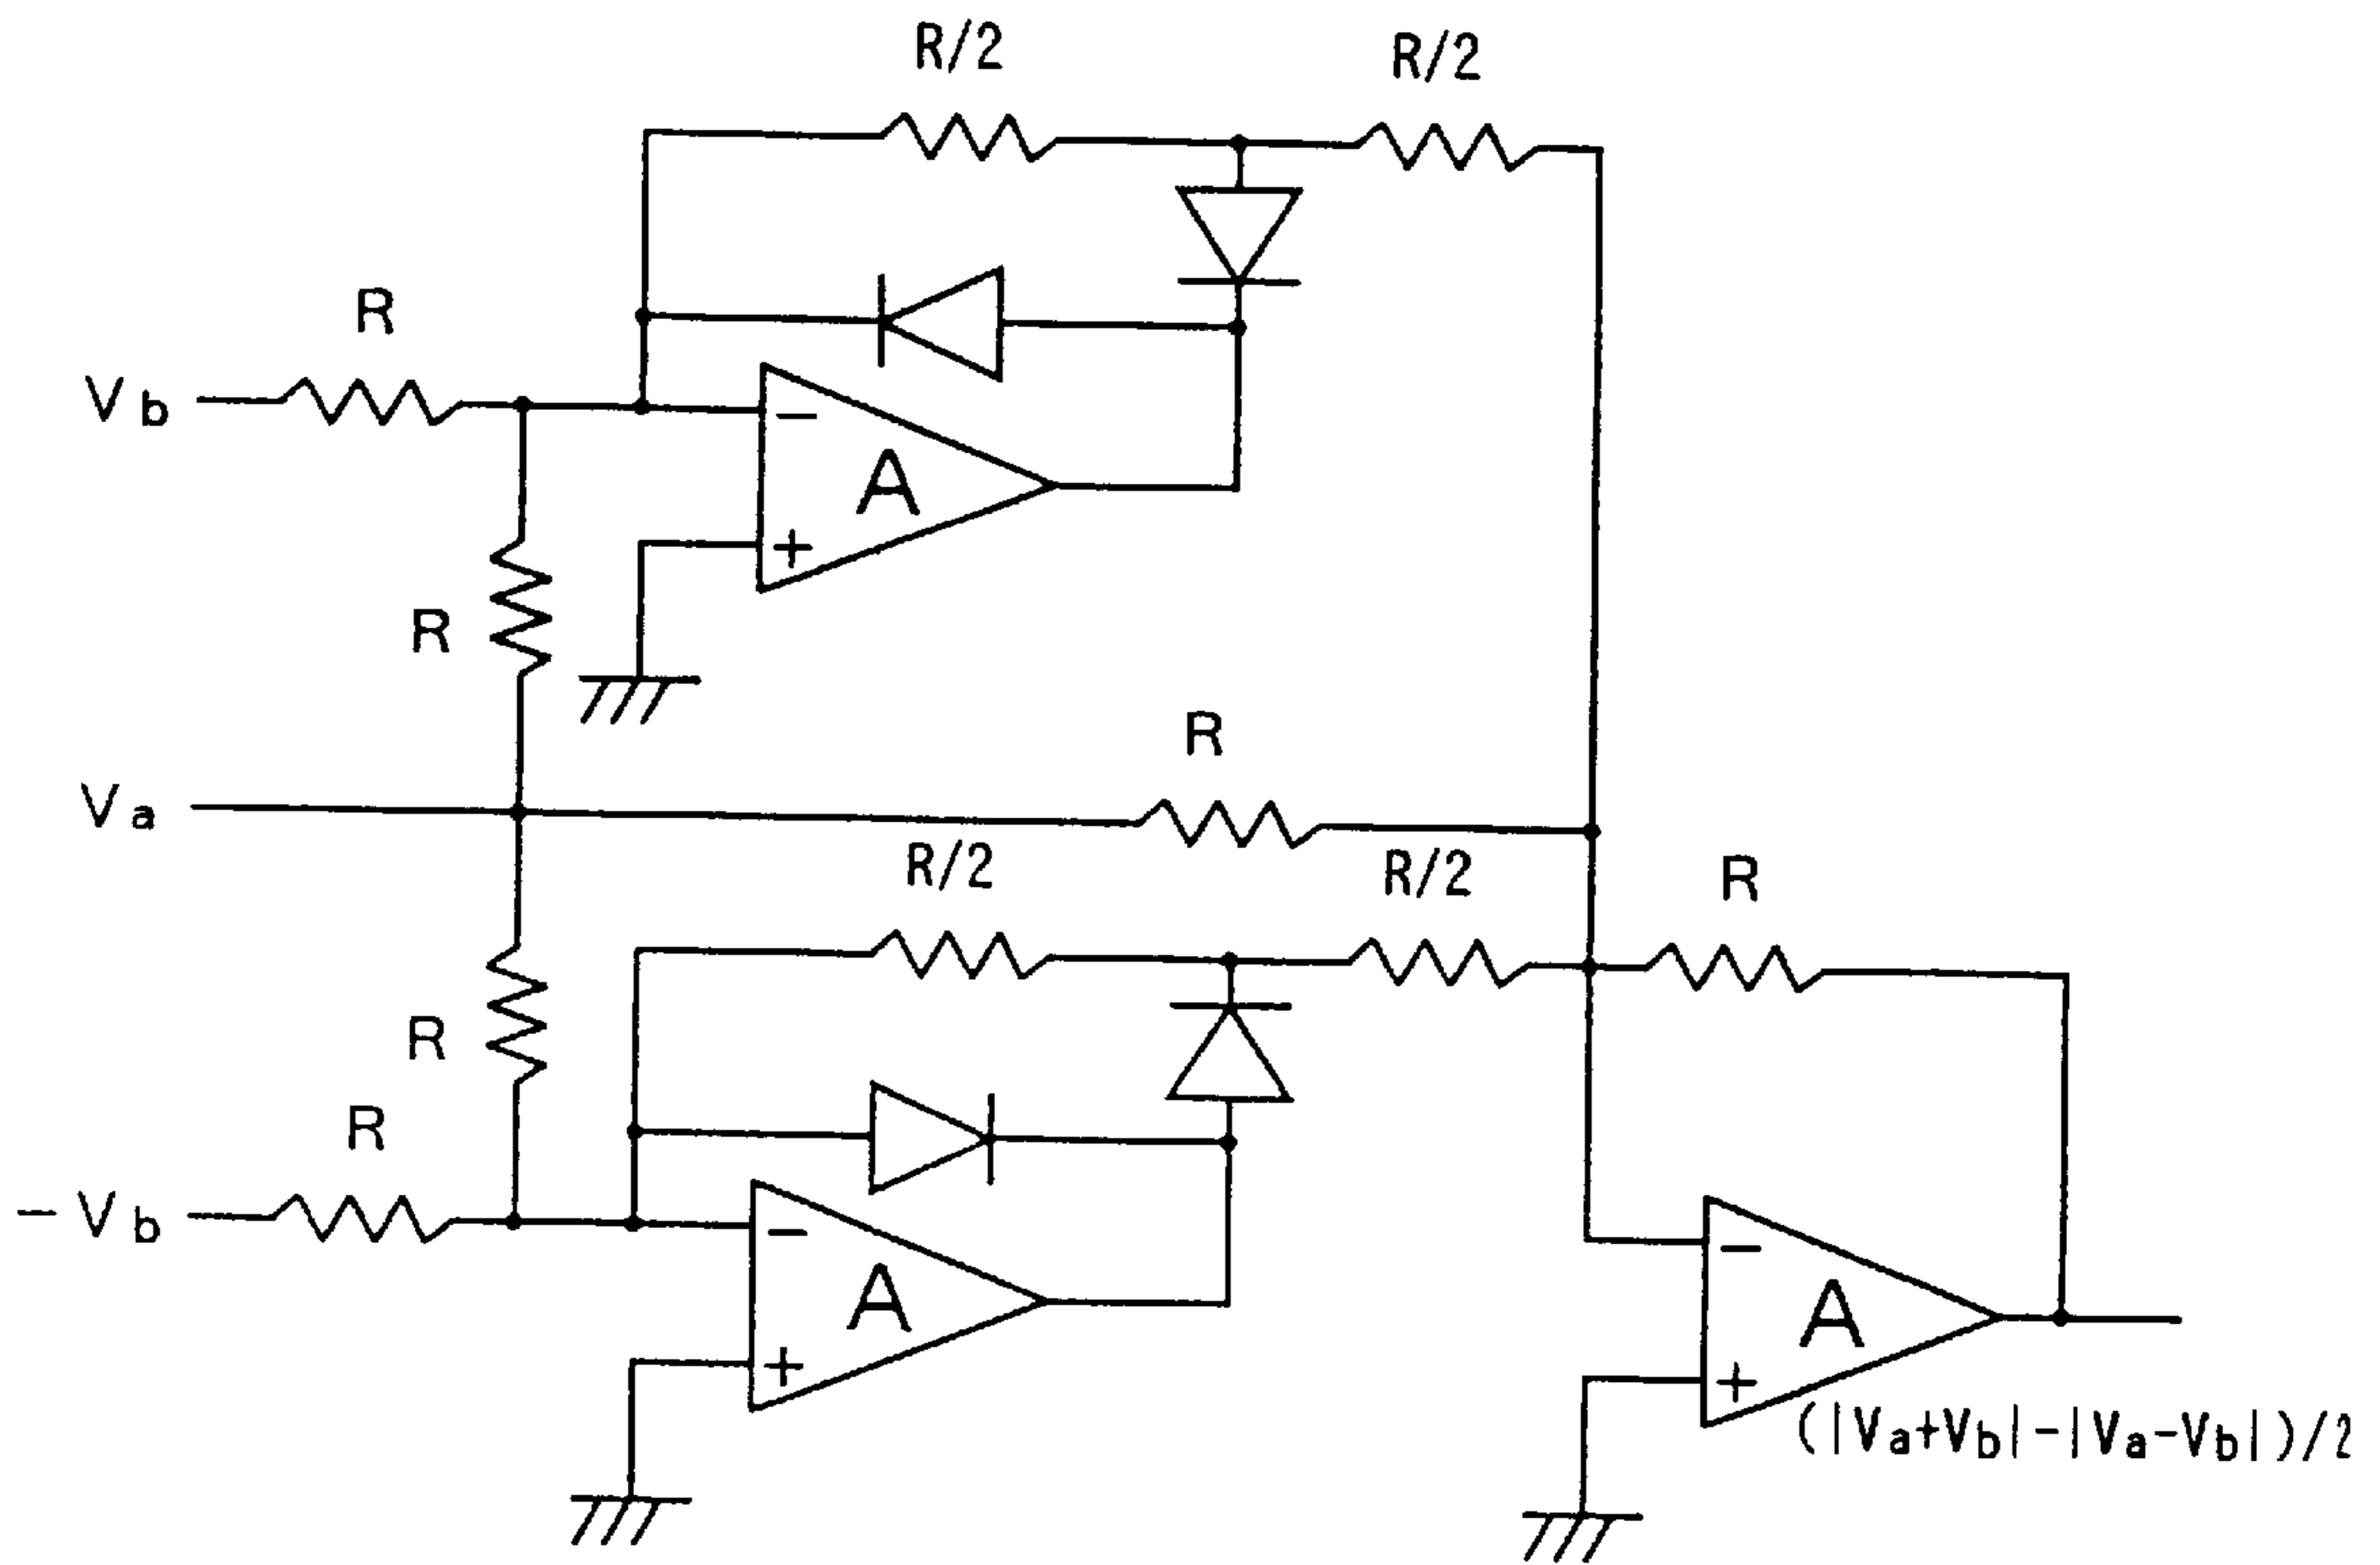 R/2
R/2
R
Vb
−
A
+
R
R
Va
R/2
R/2
R
R
R
−Vb
−
A
+
−
A
+
(|Va+Vb|−|Va−Vb|)/2